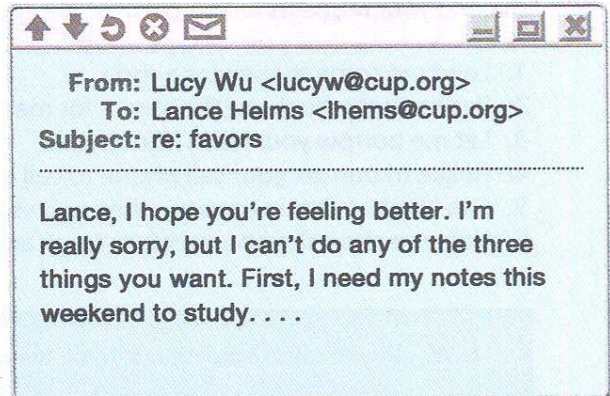 From: Lucy Wu <lucyw@cup.org>
To: Lance Helms <lhems@cup.org>
Subject: re: favors
Lance, I hope you're feeling better. I'm
really sorry, but I can't do any of the three
things you want. First, I need my notes this
weekend to study. . . .